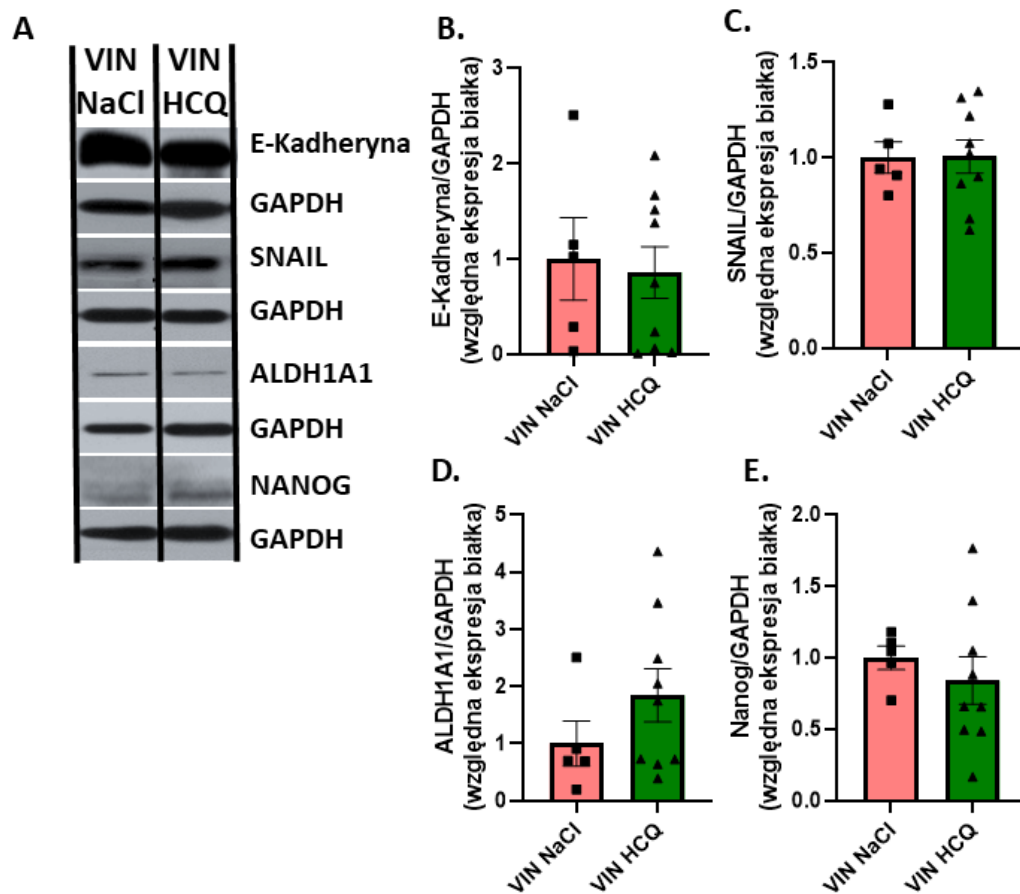 A
VIN NaCl
VIN HCQ
E-Kadheryna
GAPDH
SNAIL
GAPDH
ALDH1A1
GAPDH
NANOG
GAPDH
B.
E-Kadheryna/GAPDH
(względna ekspresja białka)
3
2
1
0
VIN NaCl
VIN HCQ
C.
SNAIL/GAPDH
(względna ekspresja białka)
1.5
1.0
0.5
0.0
VIN NaCl
VIN HCQ
D.
ALDH1A1/GAPDH
(względna ekspresja białka)
5
4
3
2
1
0
VIN NaCl
VIN HCQ
E.
Nanog/GAPDH
(względna ekspresja białka)
2.0
1.5
1.0
0.5
0.0
VIN NaCl
VIN HCQ